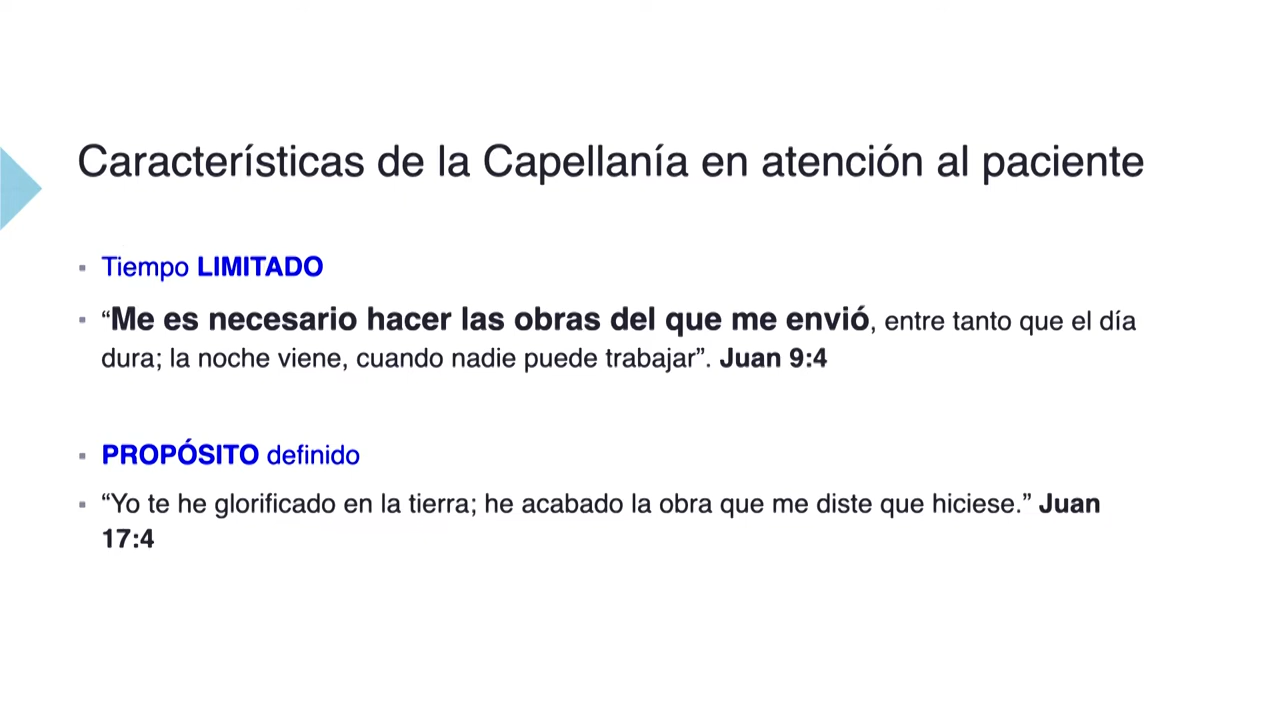 Características de la Capellanía en atención al paciente
▪ Tiempo LIMITADO
▪ “Me es necesario hacer las obras del que me envió, entre tanto que el día
dura; la noche viene, cuando nadie puede trabajar”. Juan 9:4
▪ PROPÓSITO definido
▪ “Yo te he glorificado en la tierra; he acabado la obra que me diste que hiciese.” Juan
17:4